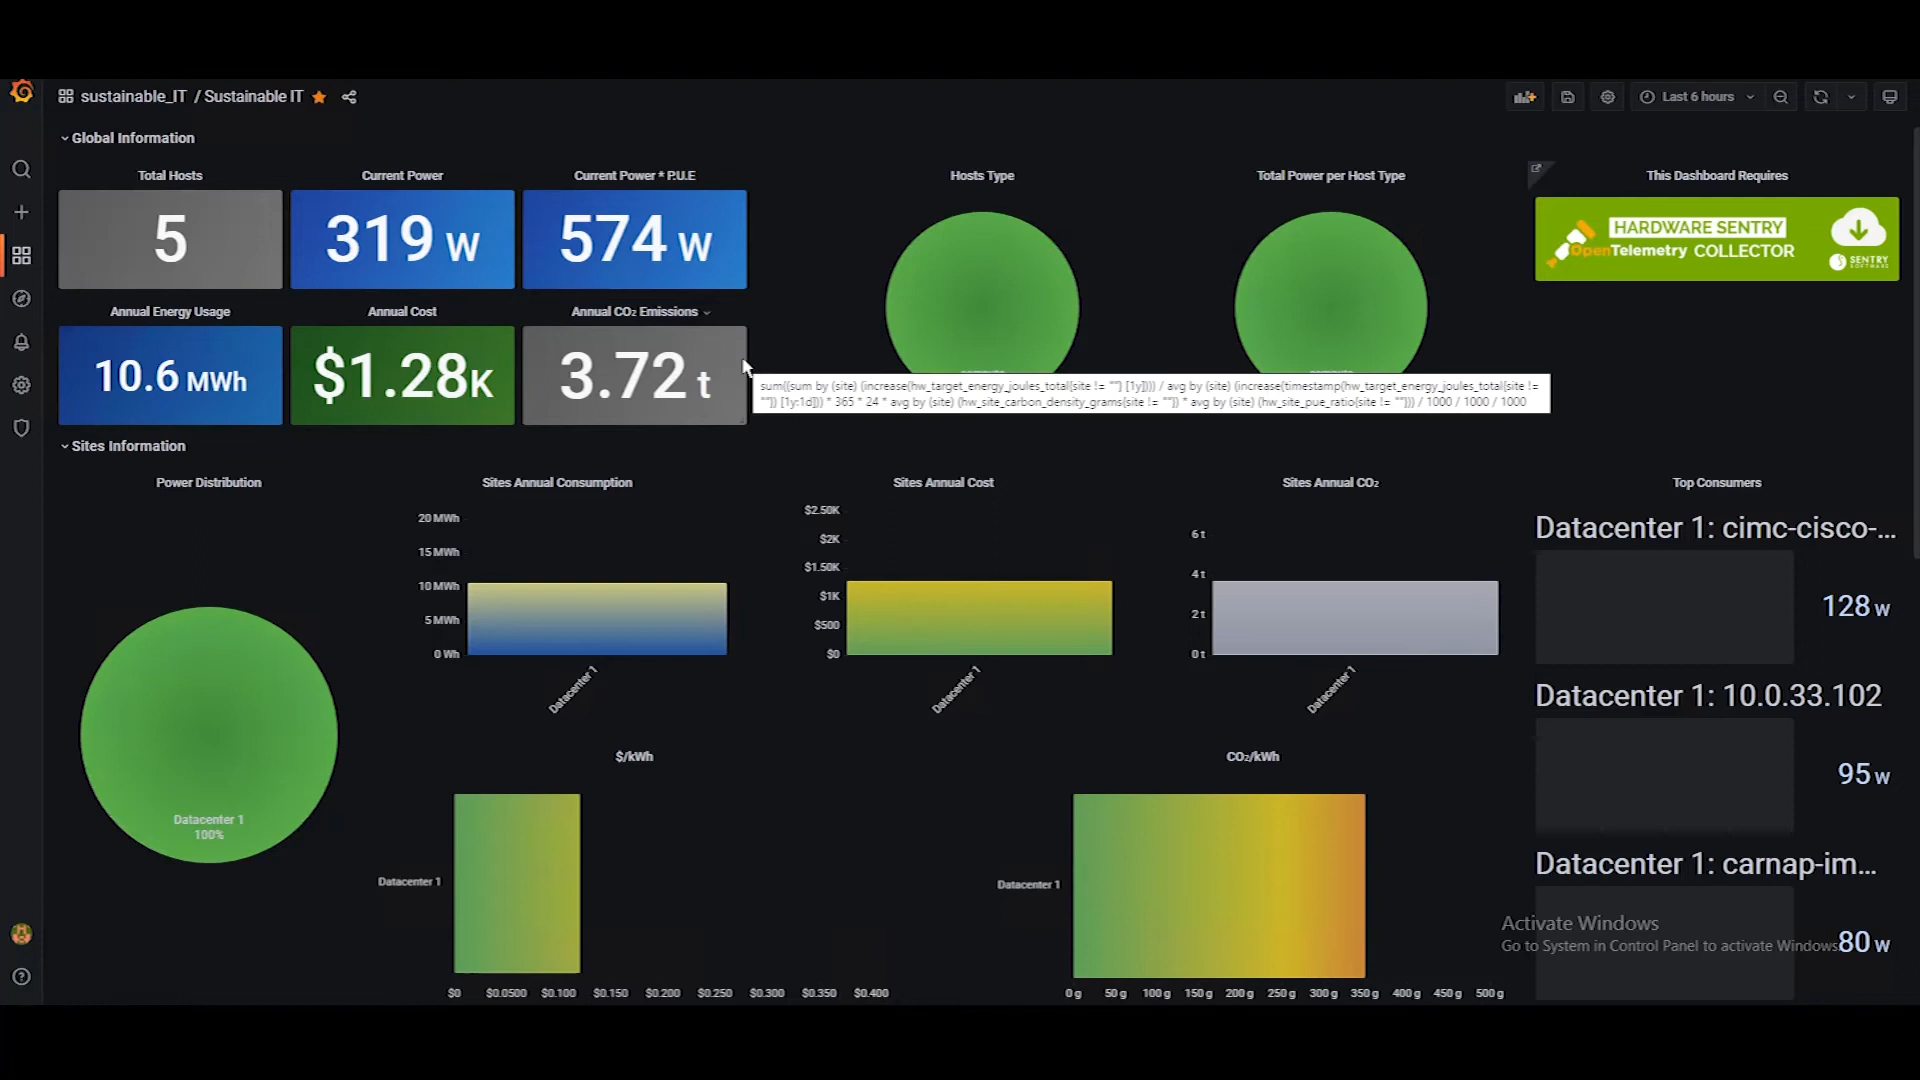 sustainable_IT / Sustainable IT
Last 6 hours
Global Information
Total Hosts
5
Current Power
319 W
Current Power * P.U.E
574 W
Hosts Type
Total Power per Host Type
This Dashboard Requires
HARDWARE SENTRY
OpenTelemetry COLLECTOR
SENTRY
SOFTWARE
Annual Energy Usage
10.6 MWh
Annual Cost
$1.28K
Annual CO₂ Emissions
3.72 t
sum((sum by (site) (increase(hw_target_energy_joules_total{site != ""} [1y]))) / avg by (site) (increase(timestamp(hw_target_energy_joules_total{site !=
""}) [1y:1d])) * 365 * 24 * avg by (site) (hw_site_carbon_density_grams{site != ""}) * avg by (site) (hw_site_pue_ratio{site != ""})) / 1000 / 1000 / 1000
Sites Information
Power Distribution
Datacenter 1
100%
Sites Annual Consumption
20 MWh
15 MWh
10 MWh
5 MWh
0 Wh
Datacenter 1
Sites Annual Cost
$2.50K
$2K
$1.50K
$1K
$500
$0
Datacenter 1
Sites Annual CO₂
6 t
4 t
2 t
0 t
Datacenter 1
Top Consumers
Datacenter 1: cimc-cisco-...
128 W
Datacenter 1: 10.0.33.102
95 W
Datacenter 1: carnap-im...
80 W
$/kWh
Datacenter 1
$0 $0.0500 $0.100 $0.150 $0.200 $0.250 $0.300 $0.350 $0.400
CO₂/kWh
Datacenter 1
0 g 50 g 100 g 150 g 200 g 250 g 300 g 350 g 400 g 450 g 500 g
Activate Windows
Go to System in Control Panel to activate Windows